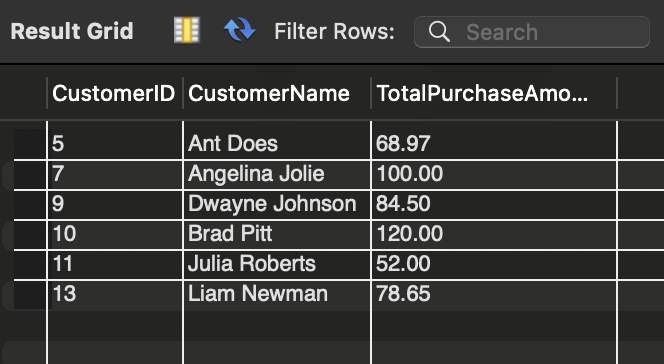 Result Grid Filter Rows: Search
CustomerID CustomerName TotalPurchaseAmo...
5 Ant Does 68.97
7 Angelina Jolie 100.00
9 Dwayne Johnson 84.50
10 Brad Pitt 120.00
11 Julia Roberts 52.00
13 Liam Newman 78.65